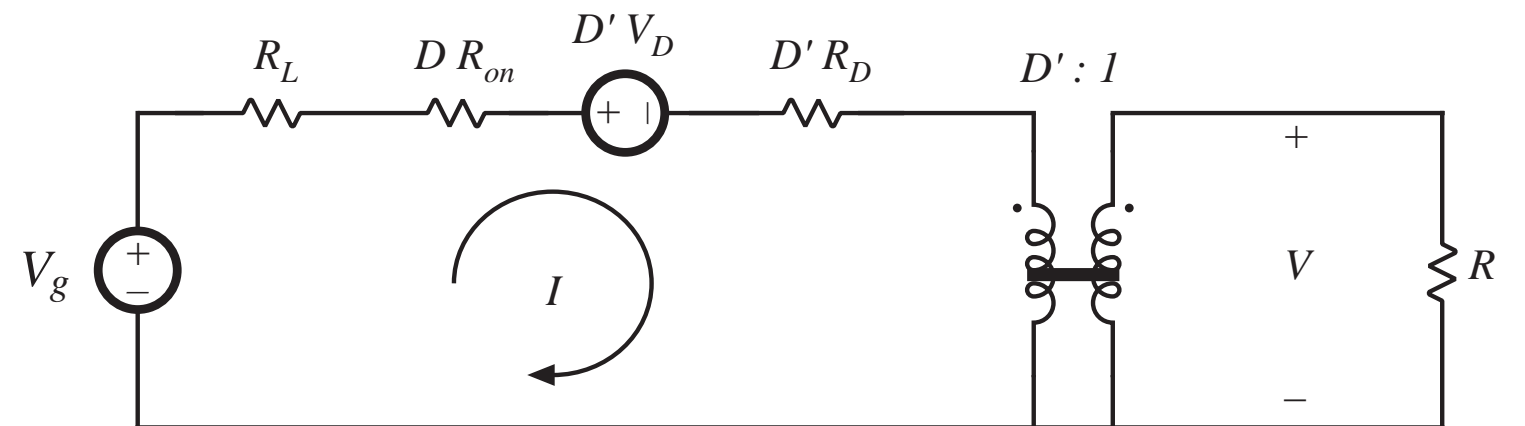 R_L
D R_on
D' V_D
D' R_D
D' : 1
+ −
+
V_g
+
−
I
V
R
−